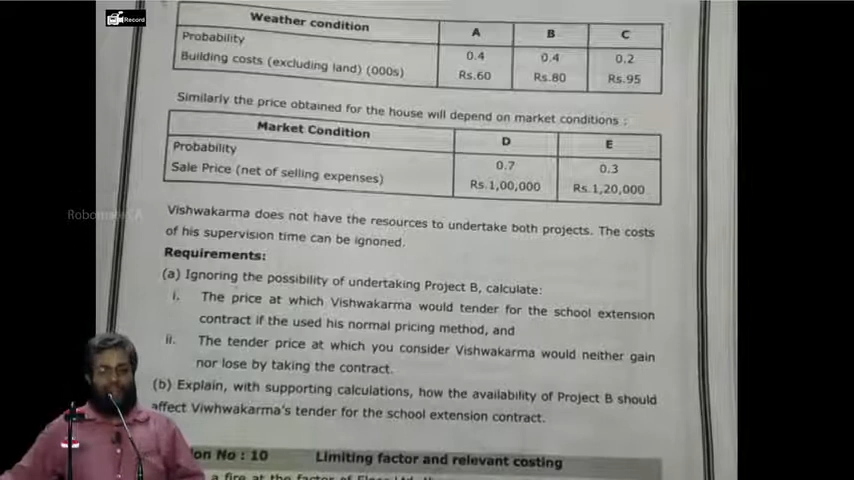 Record
Weather condition A B C
Probability 0.4 0.4 0.2
Building costs (excluding land) (000s) Rs.60 Rs.80 Rs.95
Similarly the price obtained for the house will depend on market conditions :
Market Condition D E
Probability 0.7 0.3
Sale Price (net of selling expenses) Rs.1,00,000 Rs.1,20,000
Vishwakarma does not have the resources to undertake both projects. The costs
of his supervision time can be ignoned.
Requirements:
(a) Ignoring the possibility of undertaking Project B, calculate:
i. The price at which Vishwakarma would tender for the school extension
contract if the used his normal pricing method, and
ii. The tender price at which you consider Vishwakarma would neither gain
nor lose by taking the contract.
(b) Explain, with supporting calculations, how the availability of Project B should
affect Viwhwakarma's tender for the school extension contract.
on No : 10 Limiting factor and relevant costing
a fire at the factor of